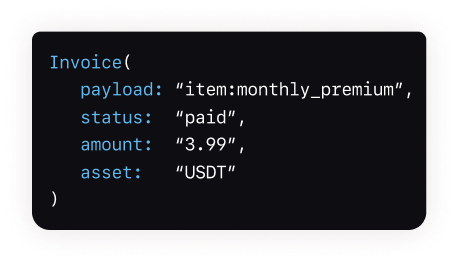 Invoice(
payload: “item:monthly_premium”,
status: “paid”,
amount: “3.99”,
asset: “USDT”
)